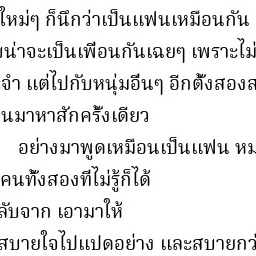 ใหม่ๆ ก็นึกว่าเป็นแฟนเหมือนกัน
น่าจะเป็นเพื่อนกันเฉยๆ เพราะไม่
จำ แต่ไปกับหนุ่มอื่นๆ อีกตั้งสองส
นมาหาสักครั้งเดียว
อย่างมาพูดเหมือนเป็นแฟน หม
คนทั้งสองที่ไม่รู้ก็ได้
ลับจาก เอามาให้
สบายใจไปแปดอย่าง และสบายกว่